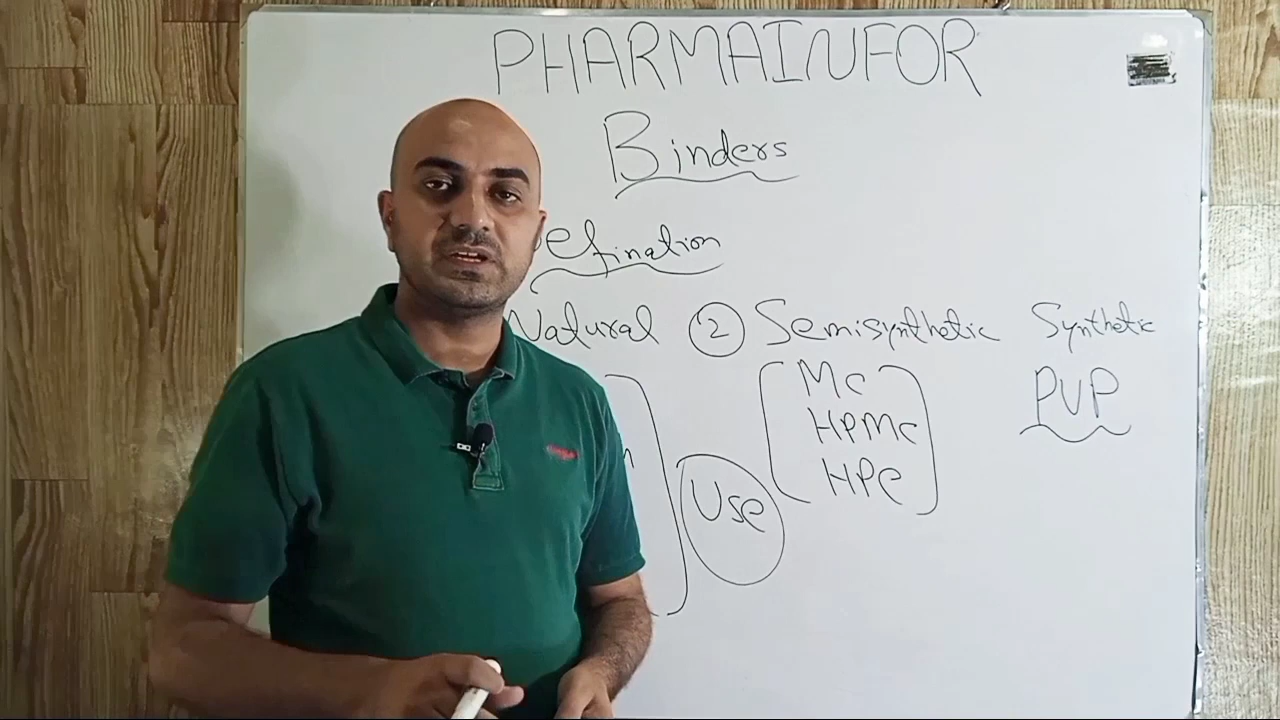 PHARMAINFOR
Binders
efination
Natural 2 Semisynthetic Synthetic
Mc PVP
HPMc
HPc
Use